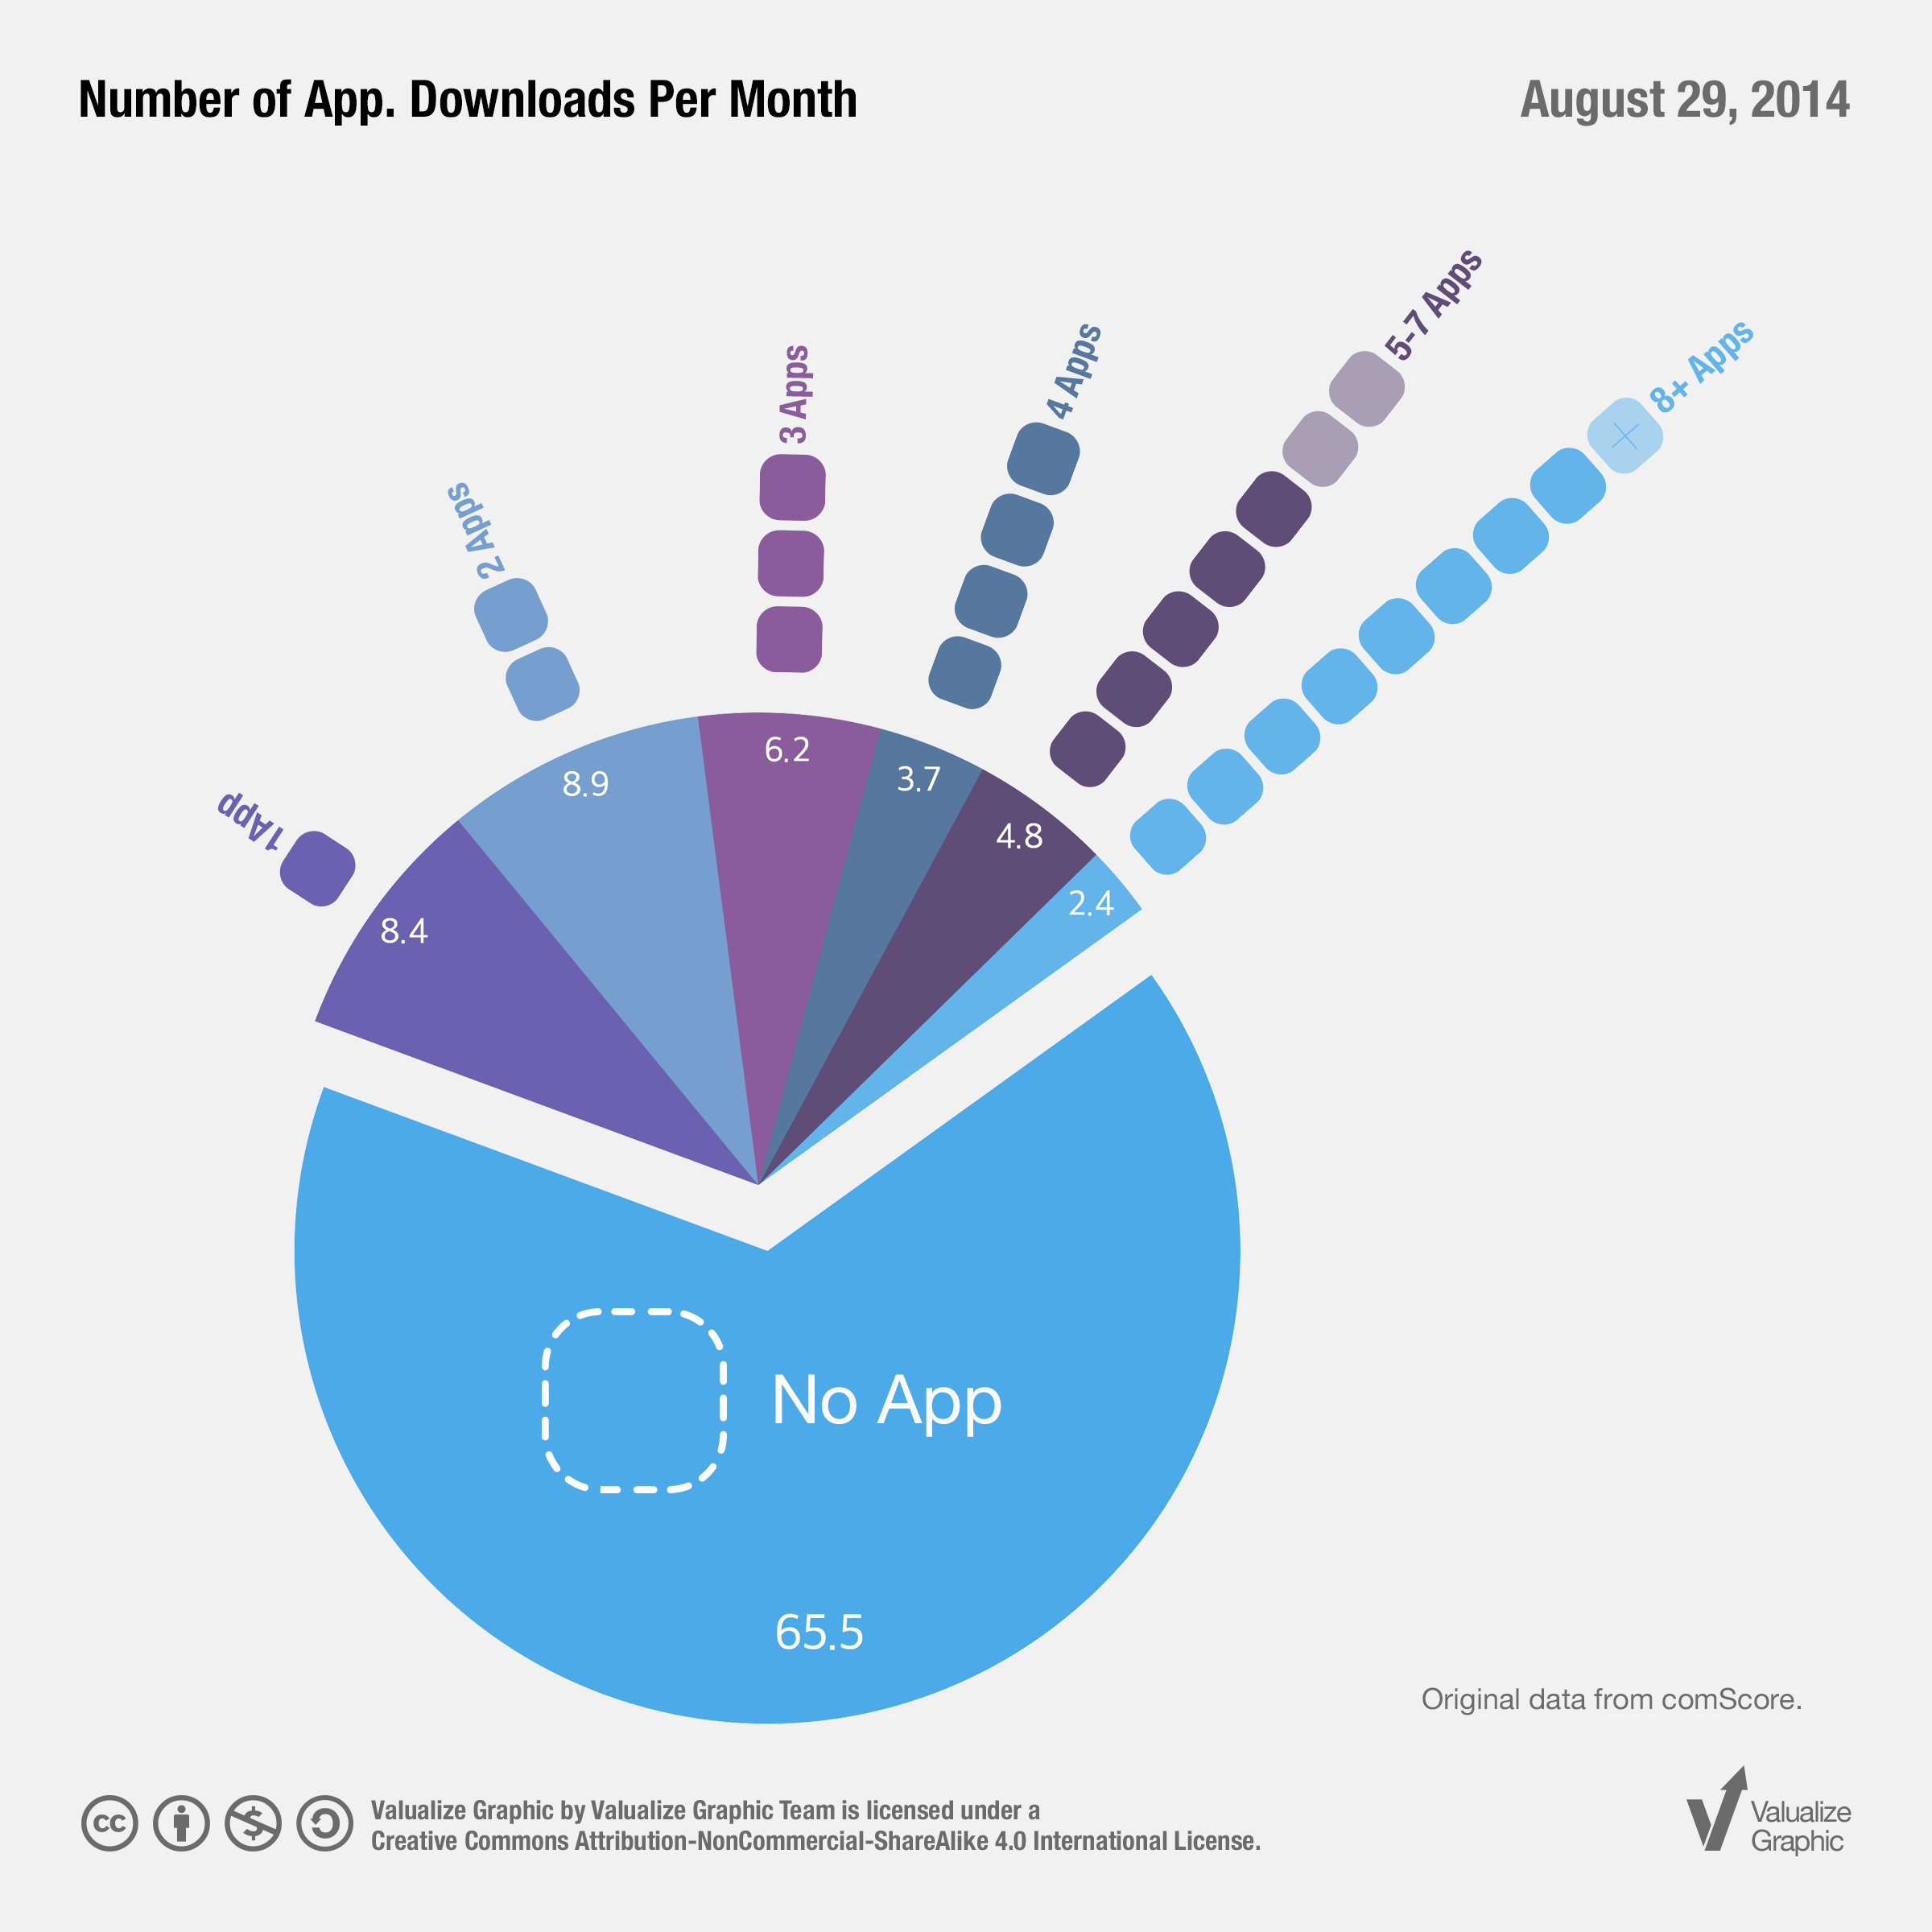 Number of App. Downloads Per Month
August 29, 2014
5-7 Apps
8+ Apps
4 Apps
3 Apps
2 Apps
1App
6.2
3.7
8.9
4.8
2.4
8.4
No App
65.5
Original data from comScore.
cc
Valualize Graphic by Valualize Graphic Team is licensed under a
Creative Commons Attribution-NonCommercial-ShareAlike 4.0 International License.
Valualize
Graphic